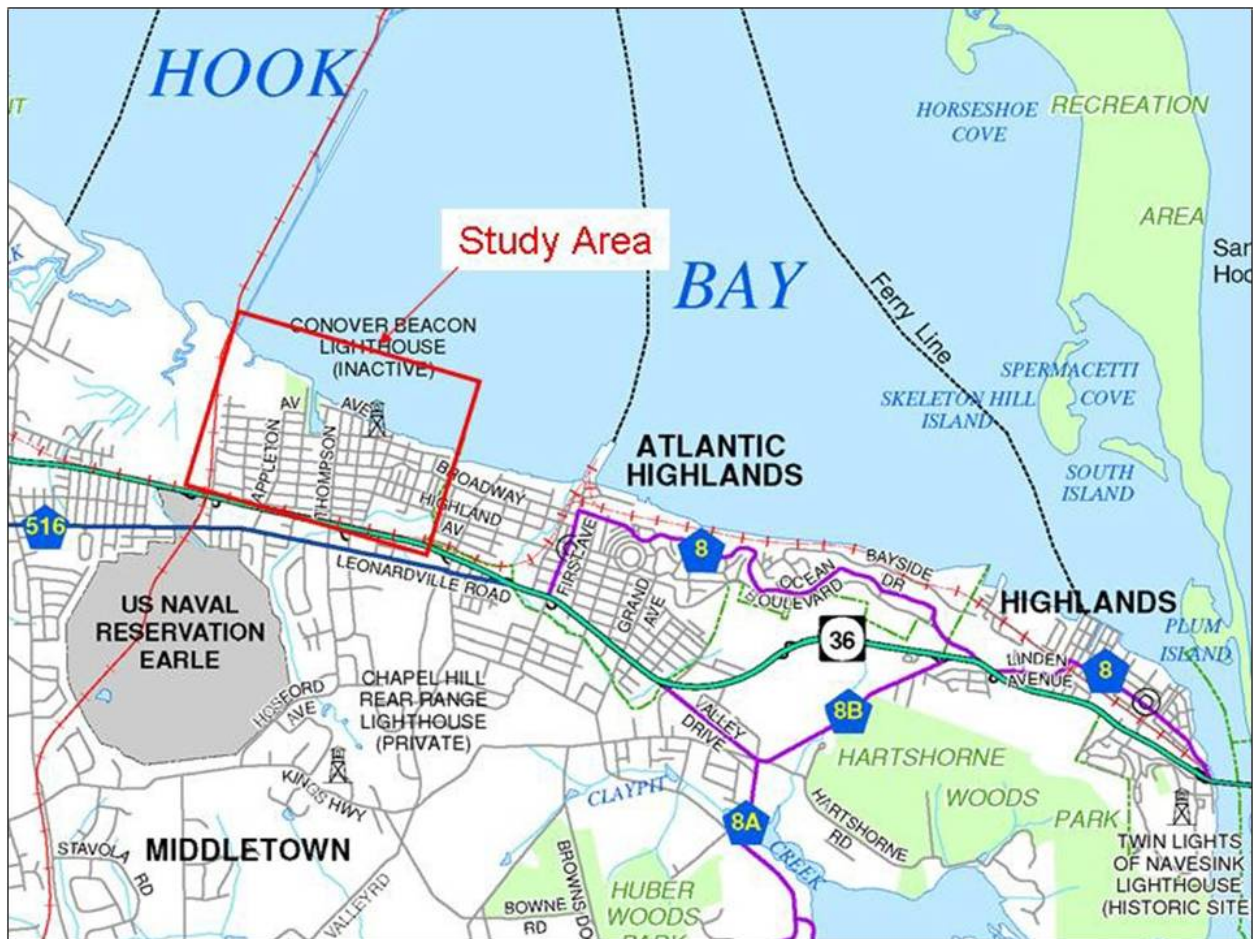 HOOK
BAY
HORSESHOE
COVE
RECREATION
AREA
Study Area
Ferry Line
CONOVER BEACON
LIGHTHOUSE
(INACTIVE)
SPERMACETTI
COVE
SKELETON HILL
ISLAND
SOUTH
ISLAND
AV
AVE
APPLETON
THOMPSON
BROADWAY
HIGHLAND
AV
ATLANTIC
HIGHLANDS
516
LEONARDVILLE ROAD
FIRST AVE
GRAND
AVE
8
OCEAN
BOULEVARD
BAYSIDE
DR
HIGHLANDS
PLUM
ISLAND
36
LINDEN
AVENUE
8
US NAVAL
RESERVATION
EARLE
HOSFORD
AVE
CHAPEL HILL
REAR RANGE
LIGHTHOUSE
(PRIVATE)
VALLEY
DRIVE
8B
HARTSHORNE
WOODS
PARK
KINGS HWY
CLAYPIT
CREEK
8A
HARTSHORNE
RD
MIDDLETOWN
STAVOLA
RD
VALLEY RD
BOWNE
RD
BROWNS DO
HUBER
WOODS
PARK
TWIN LIGHTS
OF NAVESINK
LIGHTHOUSE
(HISTORIC SITE